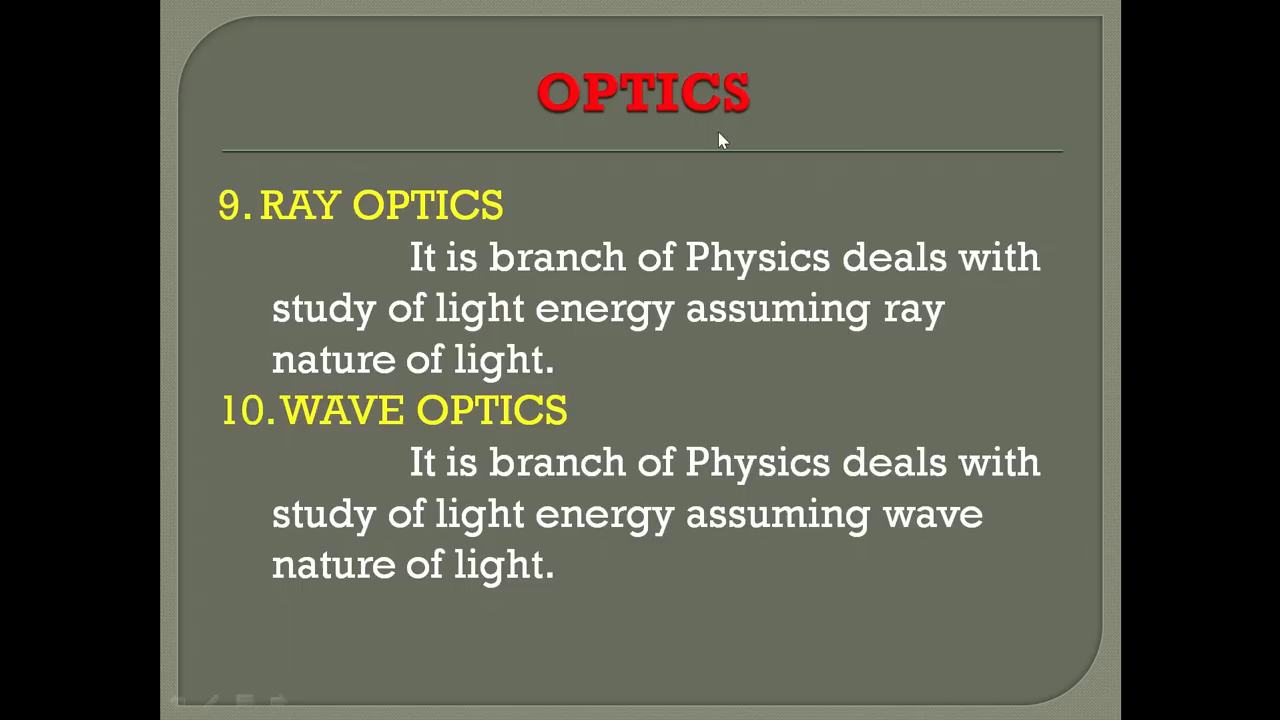 OPTICS
9. RAY OPTICS
It is branch of Physics deals with
study of light energy assuming ray
nature of light.
10. WAVE OPTICS
It is branch of Physics deals with
study of light energy assuming wave
nature of light.